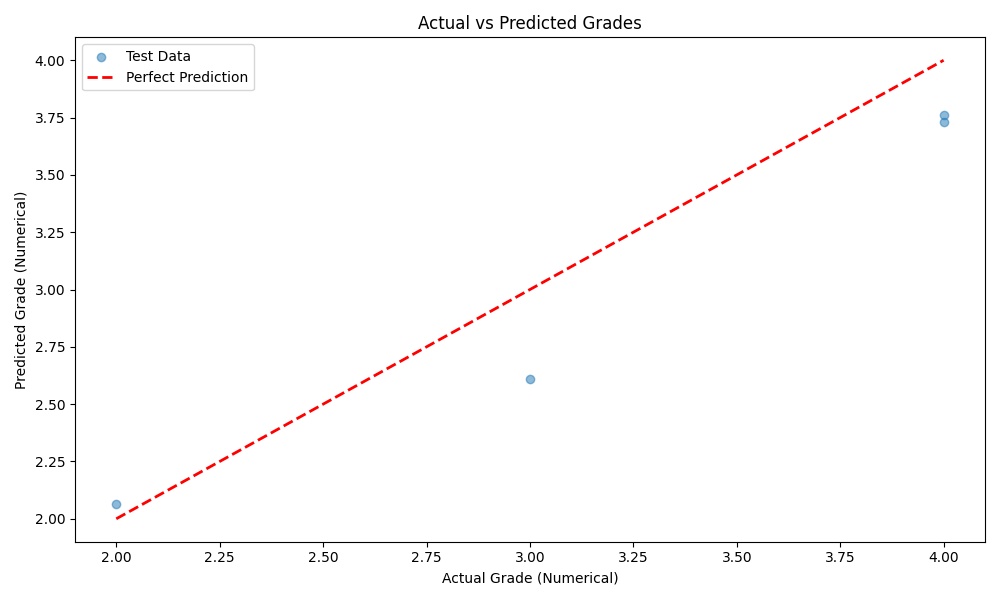 Actual vs Predicted Grades
Test Data
Perfect Prediction
4.00
3.75
3.50
3.25
3.00
2.75
2.50
2.25
2.00
Predicted Grade (Numerical)
2.00 2.25 2.50 2.75 3.00 3.25 3.50 3.75 4.00
Actual Grade (Numerical)